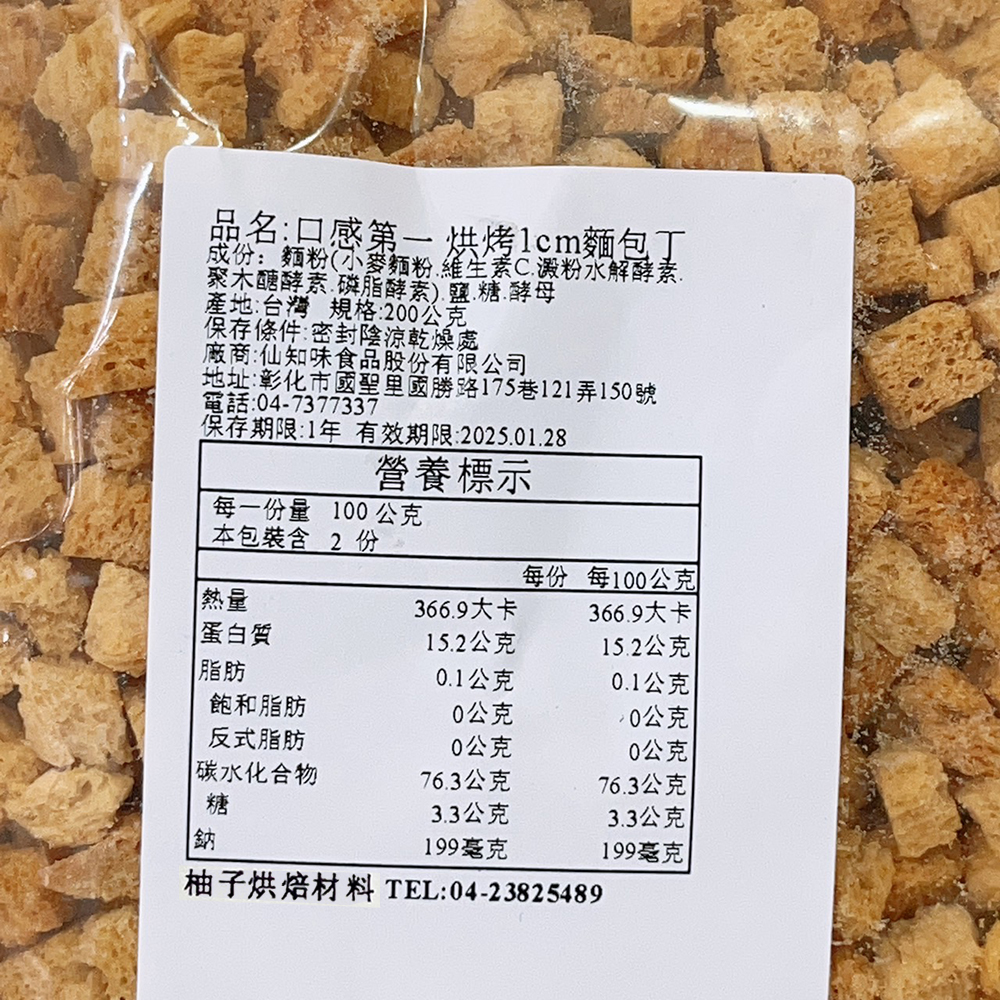 品名:口感第一 烘烤1cm麵包丁
成份: 麵粉(小麥麵粉.維生素C.澱粉水解酵素.
聚木醣酵素.磷脂酵素).鹽.糖.酵母
產地:台灣 規格:200公克
保存條件:密封陰涼乾燥處
廠商:仙知味食品股份有限公司
地址:彰化市國聖里國勝路175巷121弄150號
電話:04-7377337
保存期限:1年 有效期限:2025.01.28
營養標示
每一份量 100 公克
本包裝含 2 份
每份 每100公克
熱量 366.9大卡 366.9大卡
蛋白質 15.2公克 15.2公克
脂肪 0.1公克 0.1公克
飽和脂肪 0公克 0公克
反式脂肪 0公克 0公克
碳水化合物 76.3公克 76.3公克
糖 3.3公克 3.3公克
鈉 199毫克 199毫克
柚子烘焙材料 TEL:04-23825489